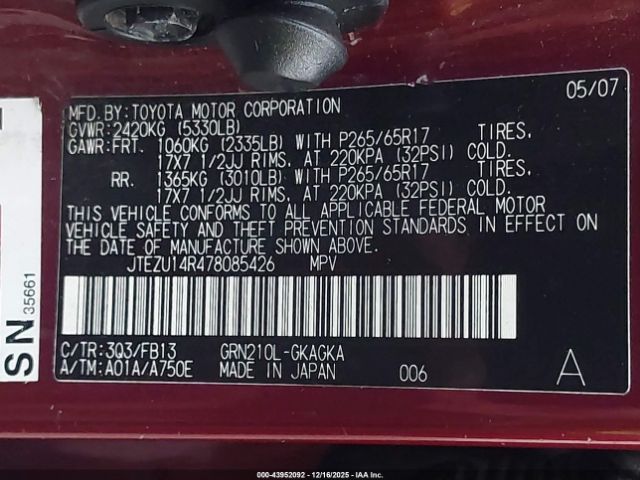 MFD.BY:TOYOTA MOTOR CORPORATION 05/07
GVWR:2420KG (5330LB)
GAWR:FRT. 1060KG (2335LB) WITH P265/65R17 TIRES,
17X7 1/2JJ RIMS, AT 220KPA (32PSI) COLD.
RR. 1365KG (3010LB) WITH P265/65R17 TIRES,
17X7 1/2JJ RIMS, AT 220KPA (32PSI) COLD.
THIS VEHICLE CONFORMS TO ALL APPLICABLE FEDERAL MOTOR
VEHICLE SAFETY AND THEFT PREVENTION STANDARDS IN EFFECT ON
THE DATE OF MANUFACTURE SHOWN ABOVE.
JTEZU14R478085426 MPV
C/TR:3Q3/FB13 GRN210L-GKAGKA
A/TM:A01A/A750E MADE IN JAPAN 006 A
SN 35661
000-43952092 - 12/16/2025 - IAAI.com